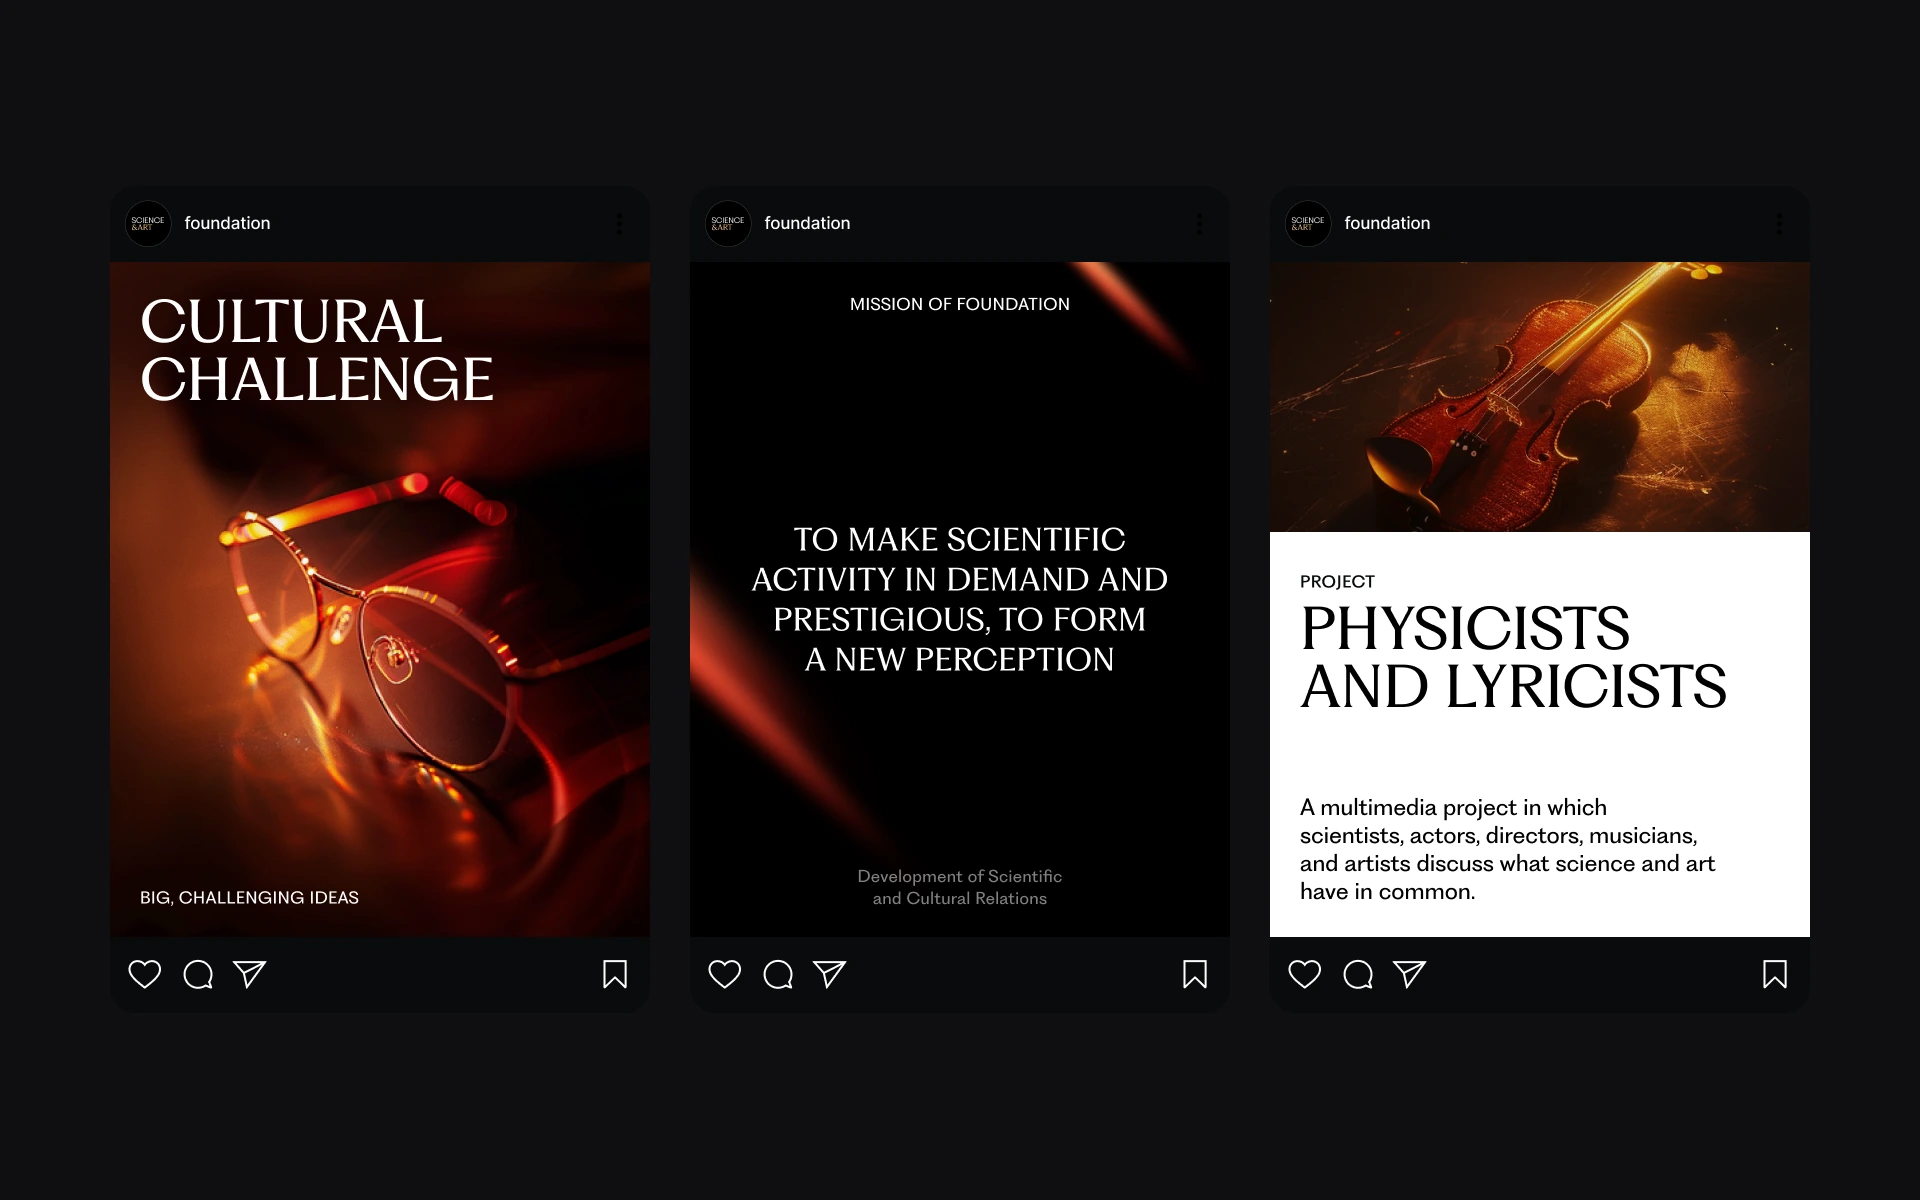 SCIENCE
&ART
foundation
CULTURAL
CHALLENGE
BIG, CHALLENGING IDEAS
SCIENCE
&ART
foundation
MISSION OF FOUNDATION
TO MAKE SCIENTIFIC
ACTIVITY IN DEMAND AND
PRESTIGIOUS, TO FORM
A NEW PERCEPTION
Development of Scientific
and Cultural Relations
SCIENCE
&ART
foundation
PROJECT
PHYSICISTS
AND LYRICISTS
A multimedia project in which
scientists, actors, directors, musicians,
and artists discuss what science and art
have in common.